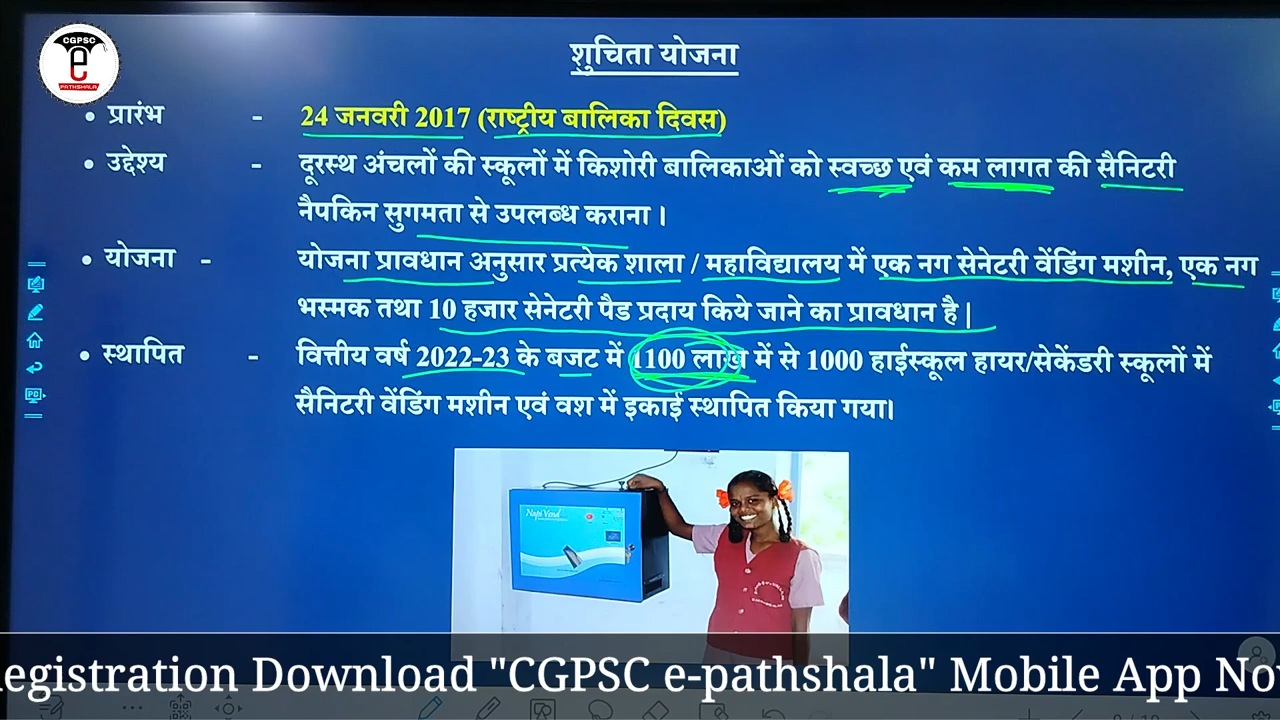 CGPSC
e
PATHSHALA
शुचिता योजना
• प्रारंभ - 24 जनवरी 2017 (राष्ट्रीय बालिका दिवस)
• उद्देश्य - दूरस्थ अंचलों की स्कूलों में किशोरी बालिकाओं को स्वच्छ एवं कम लागत की सैनिटरी
नैपकिन सुगमता से उपलब्ध कराना ।
• योजना - योजना प्रावधान अनुसार प्रत्येक शाला / महाविद्यालय में एक नग सेनेटरी वेंडिंग मशीन, एक नग
भस्मक तथा 10 हजार सेनेटरी पैड प्रदाय किये जाने का प्रावधान है |
• स्थापित - वित्तीय वर्ष 2022-23 के बजट में 1100 लाख में से 1000 हाईस्कूल हायर/सेकेंडरी स्कूलों में
सैनिटरी वेंडिंग मशीन एवं वश में इकाई स्थापित किया गया।
Napi Vend
egistration Download "CGPSC e-pathshala" Mobile App No